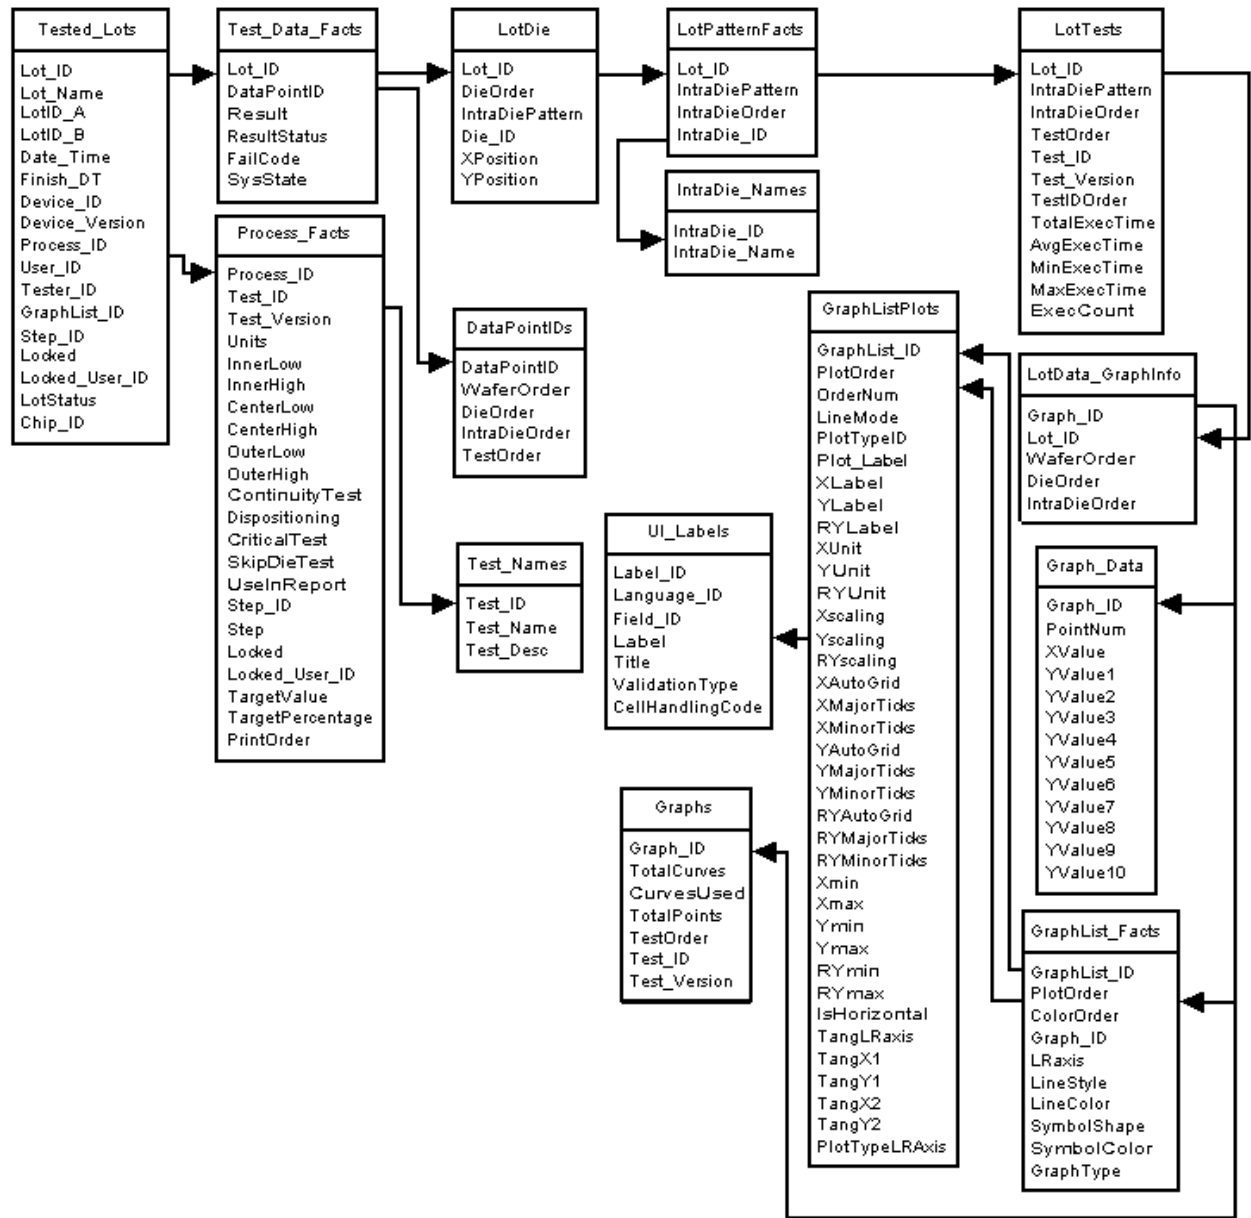 Tested_Lots
Lot_ID
Lot_Name
LotID_A
LotID_B
Date_Time
Finish_DT
Device_ID
Device_Version
Process_ID
User_ID
Tester_ID
GraphList_ID
Step_ID
Locked
Locked_User_ID
LotStatus
Chip_ID
Test_Data_Facts
Lot_ID
DataPointID
Result
ResultStatus
FailCode
SysState
Process_Facts
Process_ID
Test_ID
Test_Version
Units
InnerLow
InnerHigh
CenterLow
CenterHigh
OuterLow
OuterHigh
ContinuityTest
Dispositioning
CriticalTest
SkipDieTest
UseInReport
Step_ID
Step
Locked
Locked_User_ID
TargetValue
TargetPercentage
PrintOrder
LotDie
Lot_ID
DieOrder
IntraDiePattern
Die_ID
XPosition
YPosition
DataPointIDs
DataPointID
WaferOrder
DieOrder
IntraDieOrder
TestOrder
Test_Names
Test_ID
Test_Name
Test_Desc
LotPatternFacts
Lot_ID
IntraDiePattern
IntraDieOrder
IntraDie_ID
IntraDie_Names
IntraDie_ID
IntraDie_Name
UI_Labels
Label_ID
Language_ID
Field_ID
Label
Title
ValidationType
CellHandlingCode
Graphs
Graph_ID
TotalCurves
CurvesUsed
TotalPoints
TestOrder
Test_ID
Test_Version
GraphListPlots
GraphList_ID
PlotOrder
OrderNum
LineMode
PlotTypeID
Plot_Label
XLabel
YLabel
RYLabel
XUnit
YUnit
RYUnit
Xscaling
Yscaling
RYscaling
XAutoGrid
XMajorTicks
XMinorTicks
YAutoGrid
YMajorTicks
YMinorTicks
RYAutoGrid
RYMajorTicks
RYMinorTicks
Xmin
Xmax
Ymin
Ymax
RYmin
RYmax
IsHorizontal
TangLRaxis
TangX1
TangY1
TangX2
TangY2
PlotTypeLRAxis
LotTests
Lot_ID
IntraDiePattern
IntraDieOrder
TestOrder
Test_ID
Test_Version
TestIDOrder
TotalExecTime
AvgExecTime
MinExecTime
MaxExecTime
ExecCount
LotData_GraphInfo
Graph_ID
Lot_ID
WaferOrder
DieOrder
IntraDieOrder
Graph_Data
Graph_ID
PointNum
XValue
YValue1
YValue2
YValue3
YValue4
YValue5
YValue6
YValue7
YValue8
YValue9
YValue10
GraphList_Facts
GraphList_ID
PlotOrder
ColorOrder
Graph_ID
LRaxis
LineStyle
LineColor
SymbolShape
SymbolColor
GraphType